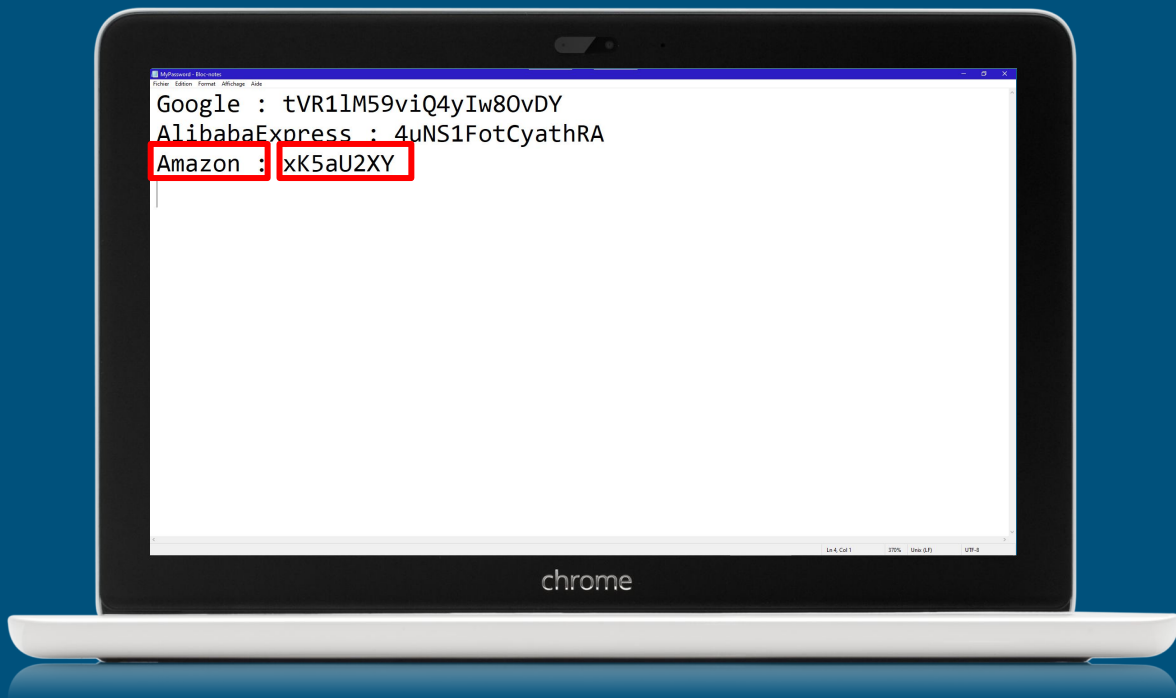 MyPassword - Bloc-notes
Fichier Edition Format Affichage Aide
Google : tVR1lM59viQ4yIw8OvDY
AlibabaExpress : 4uNS1FotCyathRA
Amazon : xK5aU2XY
Ln 4, Col 1 370% Unix (LF) UTF-8
chrome